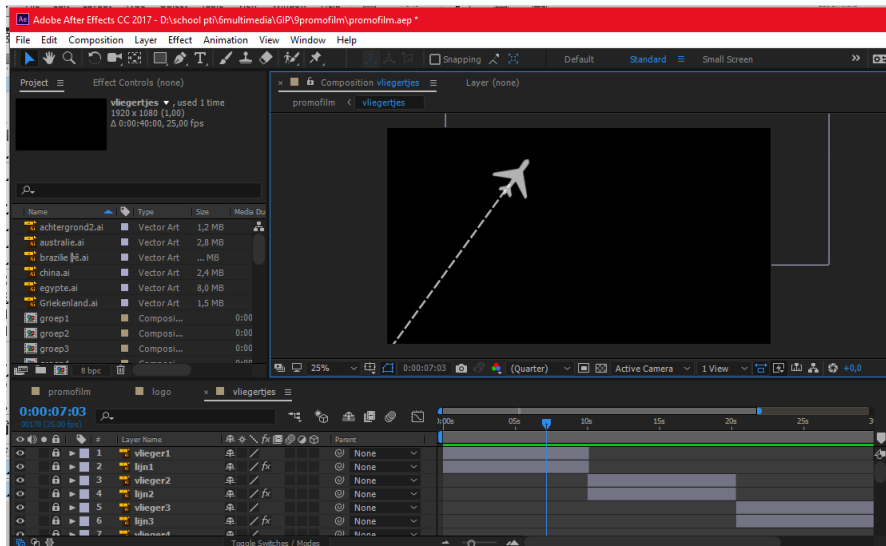 Adobe After Effects CC 2017 - D:\school pti\6multimedia\GIP\9promofilm\promofilm.aep *
File Edit Composition Layer Effect Animation View Window Help
Snapping Default Standard Small Screen
Project Effect Controls (none) Composition vliegertjes Layer (none)
promofilm vliegertjes
vliegertjes ▼ , used 1 time
1920 x 1080 (1,00)
Δ 0:00:40:00, 25,00 fps
Name Type Size Media Du
achtergrond2.ai Vector Art 1,2 MB
australie.ai Vector Art 2,8 MB
brazilie Vector Art ... MB
china.ai Vector Art 2,4 MB
egypte.ai Vector Art 8,0 MB
Griekenland.ai Vector Art 1,5 MB
groep1 Composi... 0:00
groep2 Composi... 0:00
groep3 Composi... 0:00
8 bpc
25% 0:00:07:03 (Quarter) Active Camera 1 View +0,0
promofilm logo vliegertjes
0:00:07:03
00178 (25.00 fps)
05s 10s 15s 20s 25s
# Layer Name Parent
1 vlieger1 None
2 lijn1 fx None
3 vlieger2 None
4 lijn2 fx None
5 vlieger3 None
6 lijn3 fx None
7 vlieger4 None
Toggle Switches / Modes